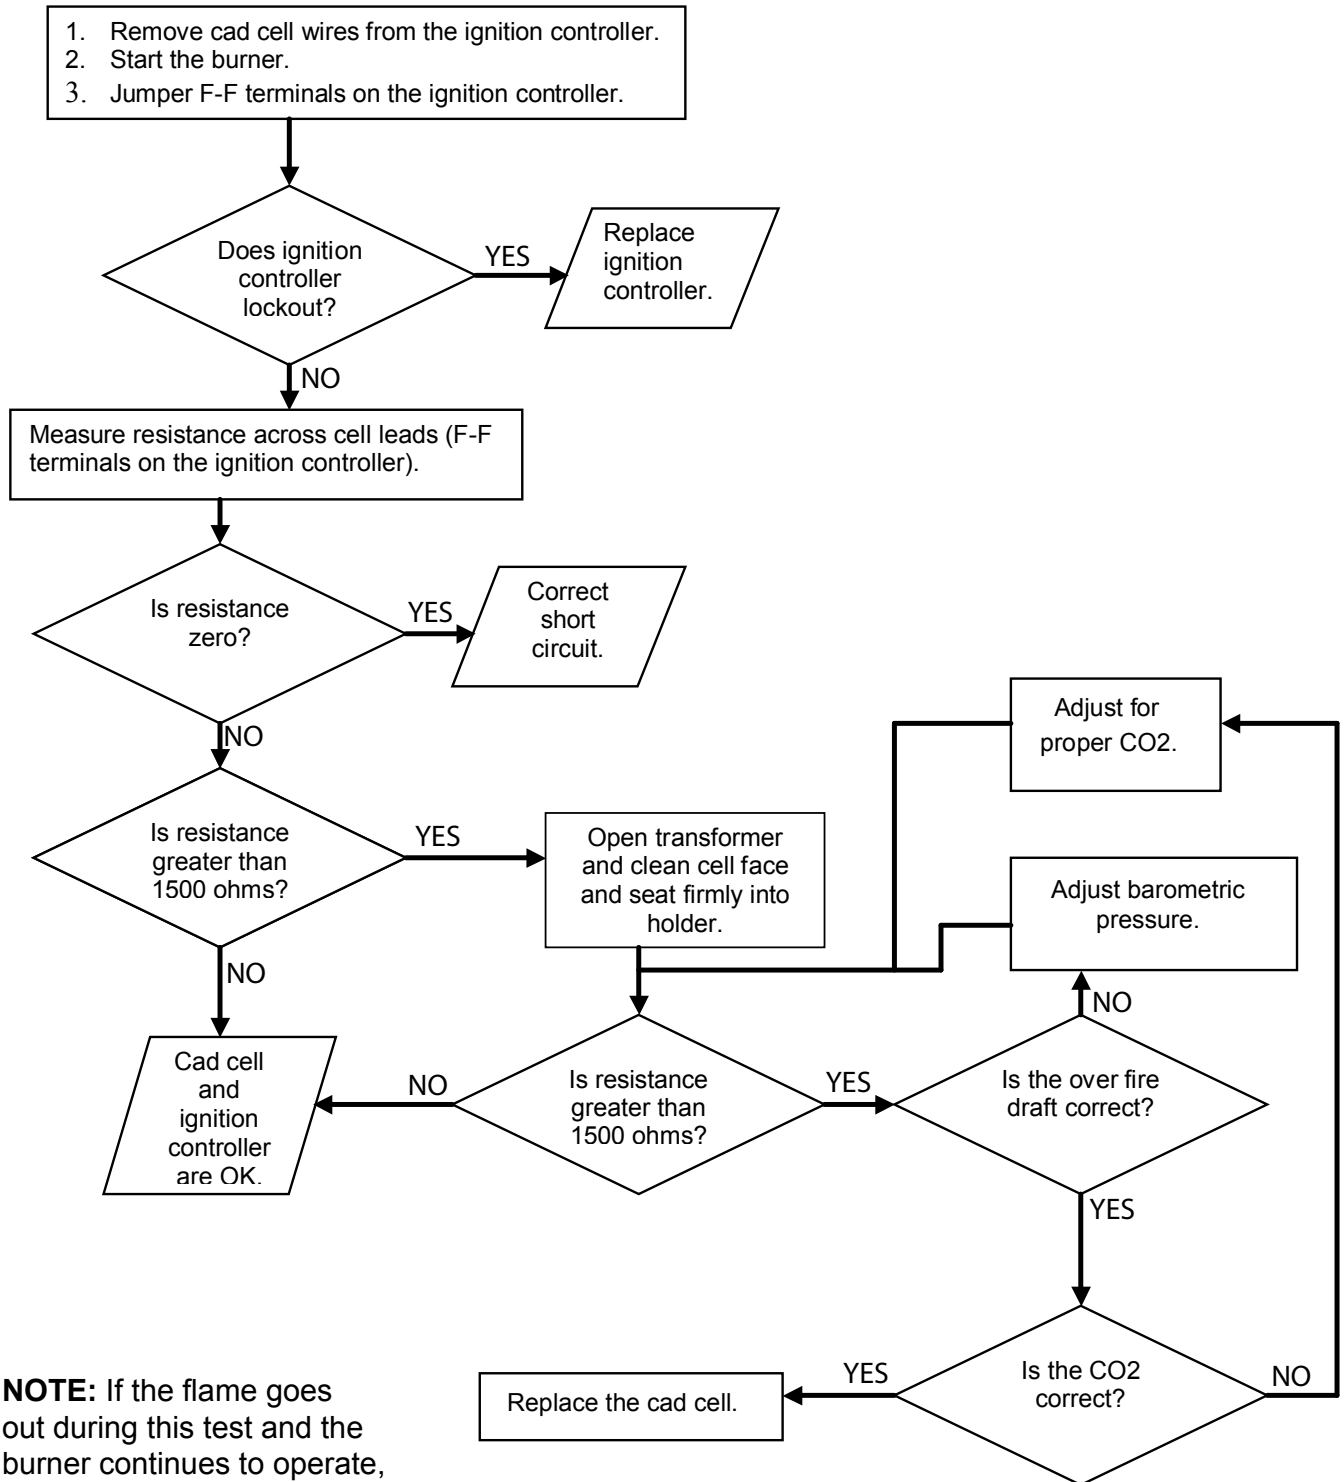 1. Remove cad cell wires from the ignition controller.
2. Start the burner.
3. Jumper F-F terminals on the ignition controller.
Does ignition
controller
lockout?
YES
Replace
ignition
controller.
NO
Measure resistance across cell leads (F-F
terminals on the ignition controller).
Is resistance
zero?
YES
Correct
short
circuit.
NO
Is resistance
greater than
1500 ohms?
YES
Open transformer
and clean cell face
and seat firmly into
holder.
Adjust for
proper CO2.
Adjust barometric
pressure.
NO
NO
Cad cell
and
ignition
controller
are OK.
NO
Is resistance
greater than
1500 ohms?
YES
Is the over fire
draft correct?
YES
Is the CO2
correct?
NO
YES
Replace the cad cell.
NOTE: If the flame goes
out during this test and the
burner continues to operate,